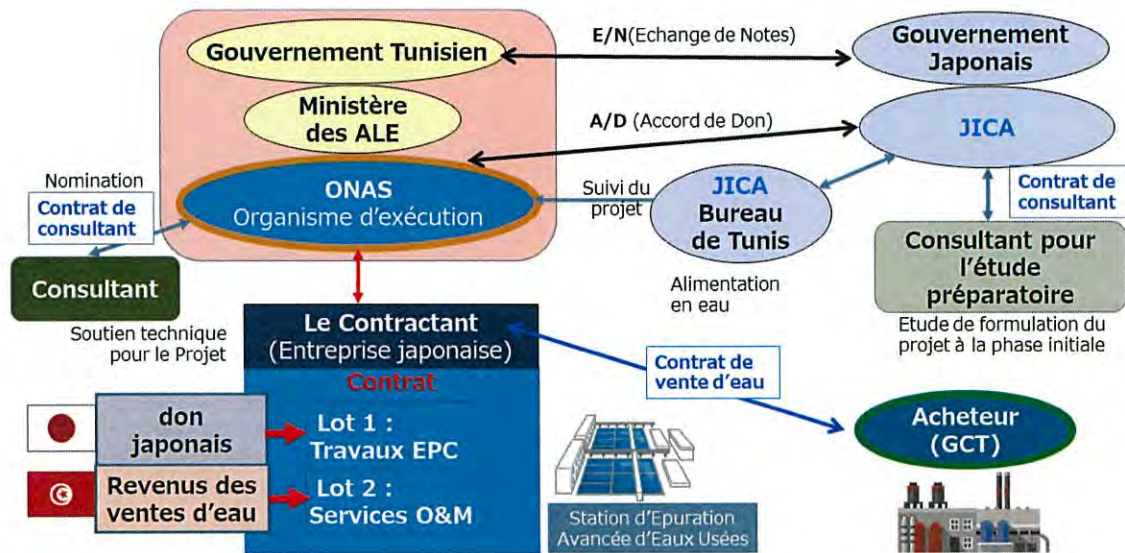 Gouvernement Tunisien
E/N(Echange de Notes)
Gouvernement
Japonais
Ministère
des ALE
A/D (Accord de Don)
JICA
Nomination
Contrat de
consultant
ONAS
Organisme d'exécution
Suivi du
projet
JICA
Bureau
de Tunis
Contrat de
consultant
Consultant
Consultant pour
l'étude
préparatoire
Soutien technique
pour le Projet
Alimentation
en eau
Etude de formulation du
projet à la phase initiale
Le Contractant
(Entreprise japonaise)
Contrat
Contrat de
vente d'eau
don
japonais
Lot 1 :
Travaux EPC
Acheteur
(GCT)
Revenus des
ventes d'eau
Lot 2 :
Services O&M
Station d'Epuration
Avancée d'Eaux Usées